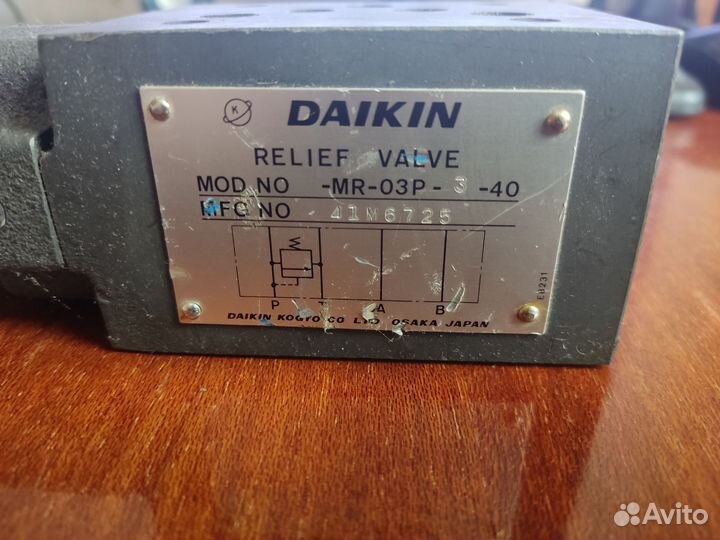 K DAIKIN
RELIEF VALVE
MOD NO -MR-03P-3-40
MFG NO 41M6725
W
P T A B
EB231
DAIKIN KOGYO CO LTD OSAKA JAPAN
Avito